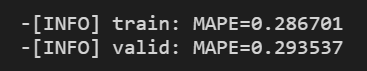 -[INFO] train: MAPE=0.286701
-[INFO] valid: MAPE=0.293537